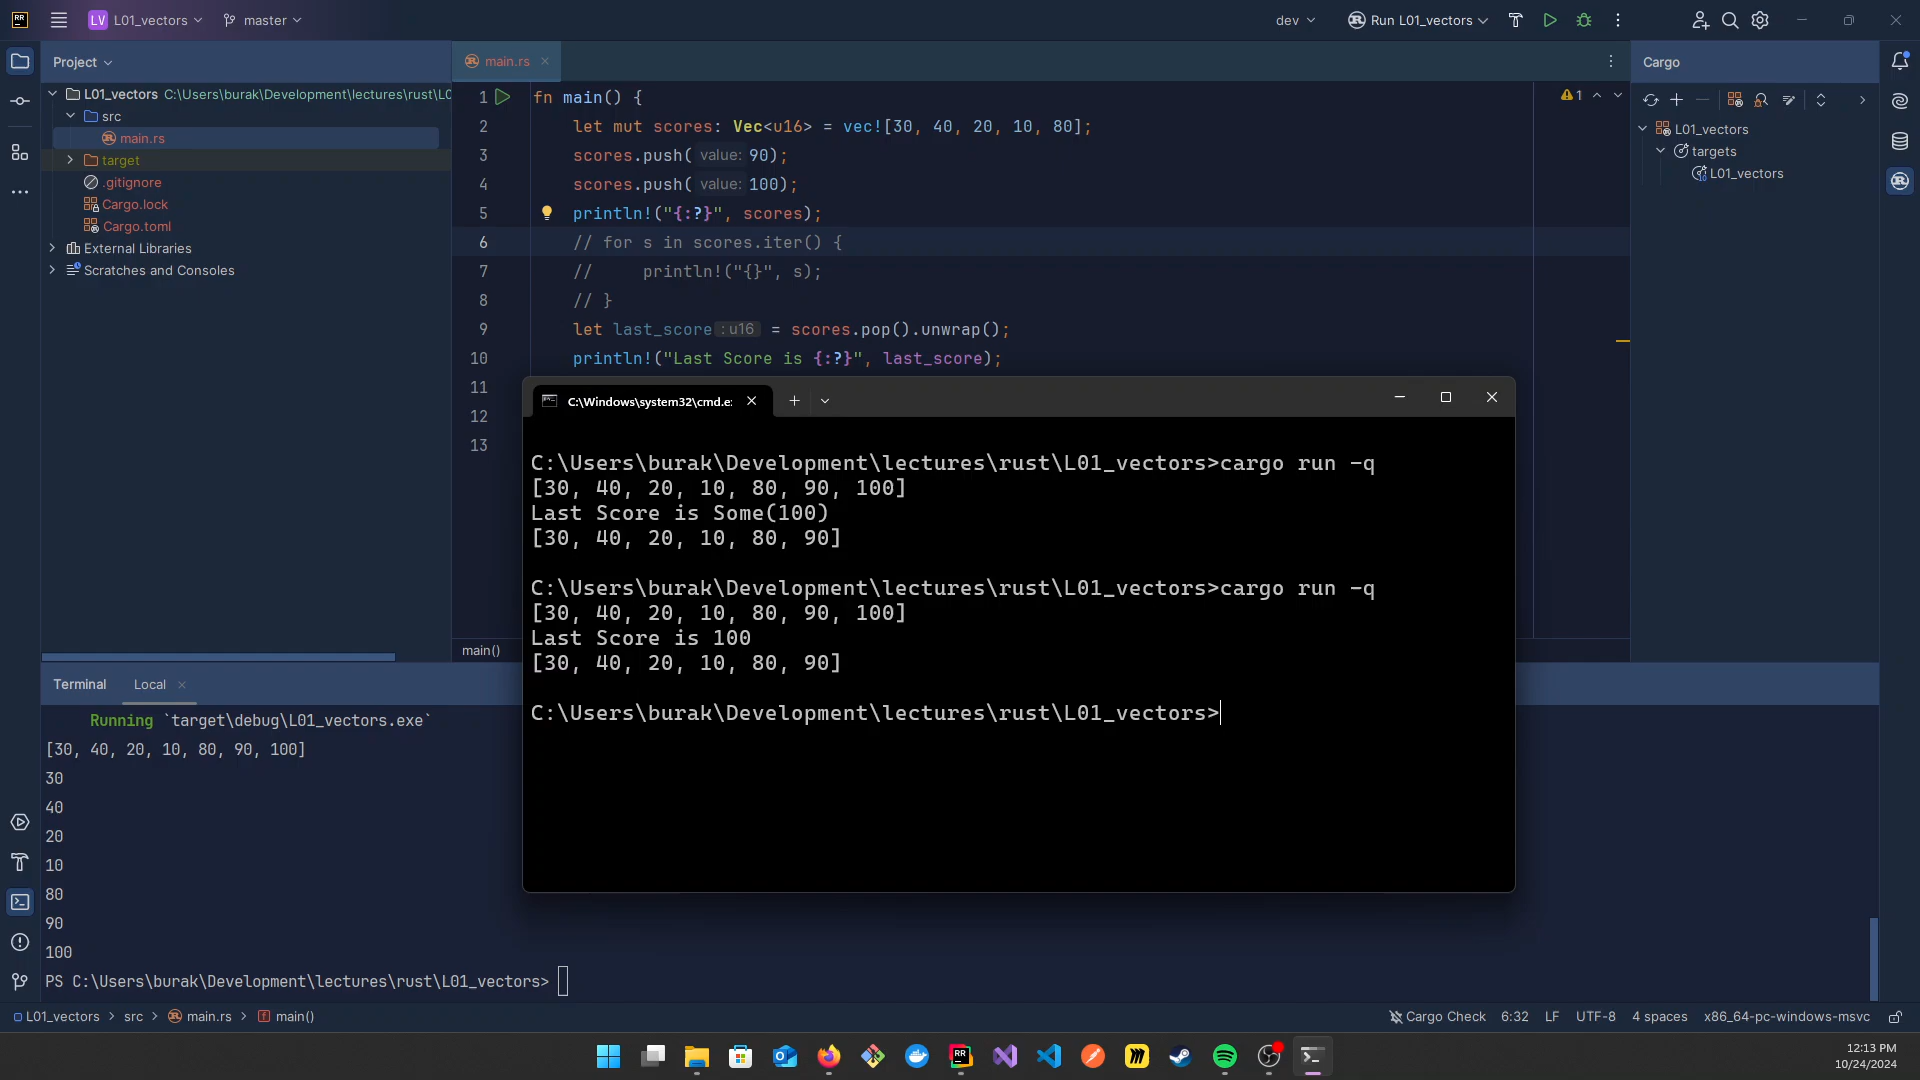 LV L01_vectors master dev Run L01_vectors
Project
L01_vectors C:\Users\burak\Development\lectures\rust\L0
src
main.rs
target
.gitignore
Cargo.lock
Cargo.toml
External Libraries
Scratches and Consoles
main.rs
1 fn main() {
2 let mut scores: Vec<u16> = vec![30, 40, 20, 10, 80];
3 scores.push( value: 90);
4 scores.push( value: 100);
5 println!("{:?}", scores);
6 // for s in scores.iter() {
7 //     println!("{}", s);
8 // }
9 let last_score : u16 = scores.pop().unwrap();
10 println!("Last Score is {:?}", last_score);
11
12
13
1
main()
Cargo
L01_vectors
targets
L01_vectors
C:\Windows\system32\cmd.e
C:\Users\burak\Development\lectures\rust\L01_vectors>cargo run -q
[30, 40, 20, 10, 80, 90, 100]
Last Score is Some(100)
[30, 40, 20, 10, 80, 90]
C:\Users\burak\Development\lectures\rust\L01_vectors>cargo run -q
[30, 40, 20, 10, 80, 90, 100]
Last Score is 100
[30, 40, 20, 10, 80, 90]
C:\Users\burak\Development\lectures\rust\L01_vectors>
Terminal Local
Running `target\debug\L01_vectors.exe`
[30, 40, 20, 10, 80, 90, 100]
30
40
20
10
80
90
100
PS C:\Users\burak\Development\lectures\rust\L01_vectors>
L01_vectors > src > main.rs > main()
Cargo Check 6:32 LF UTF-8 4 spaces x86_64-pc-windows-msvc
12:13 PM
10/24/2024